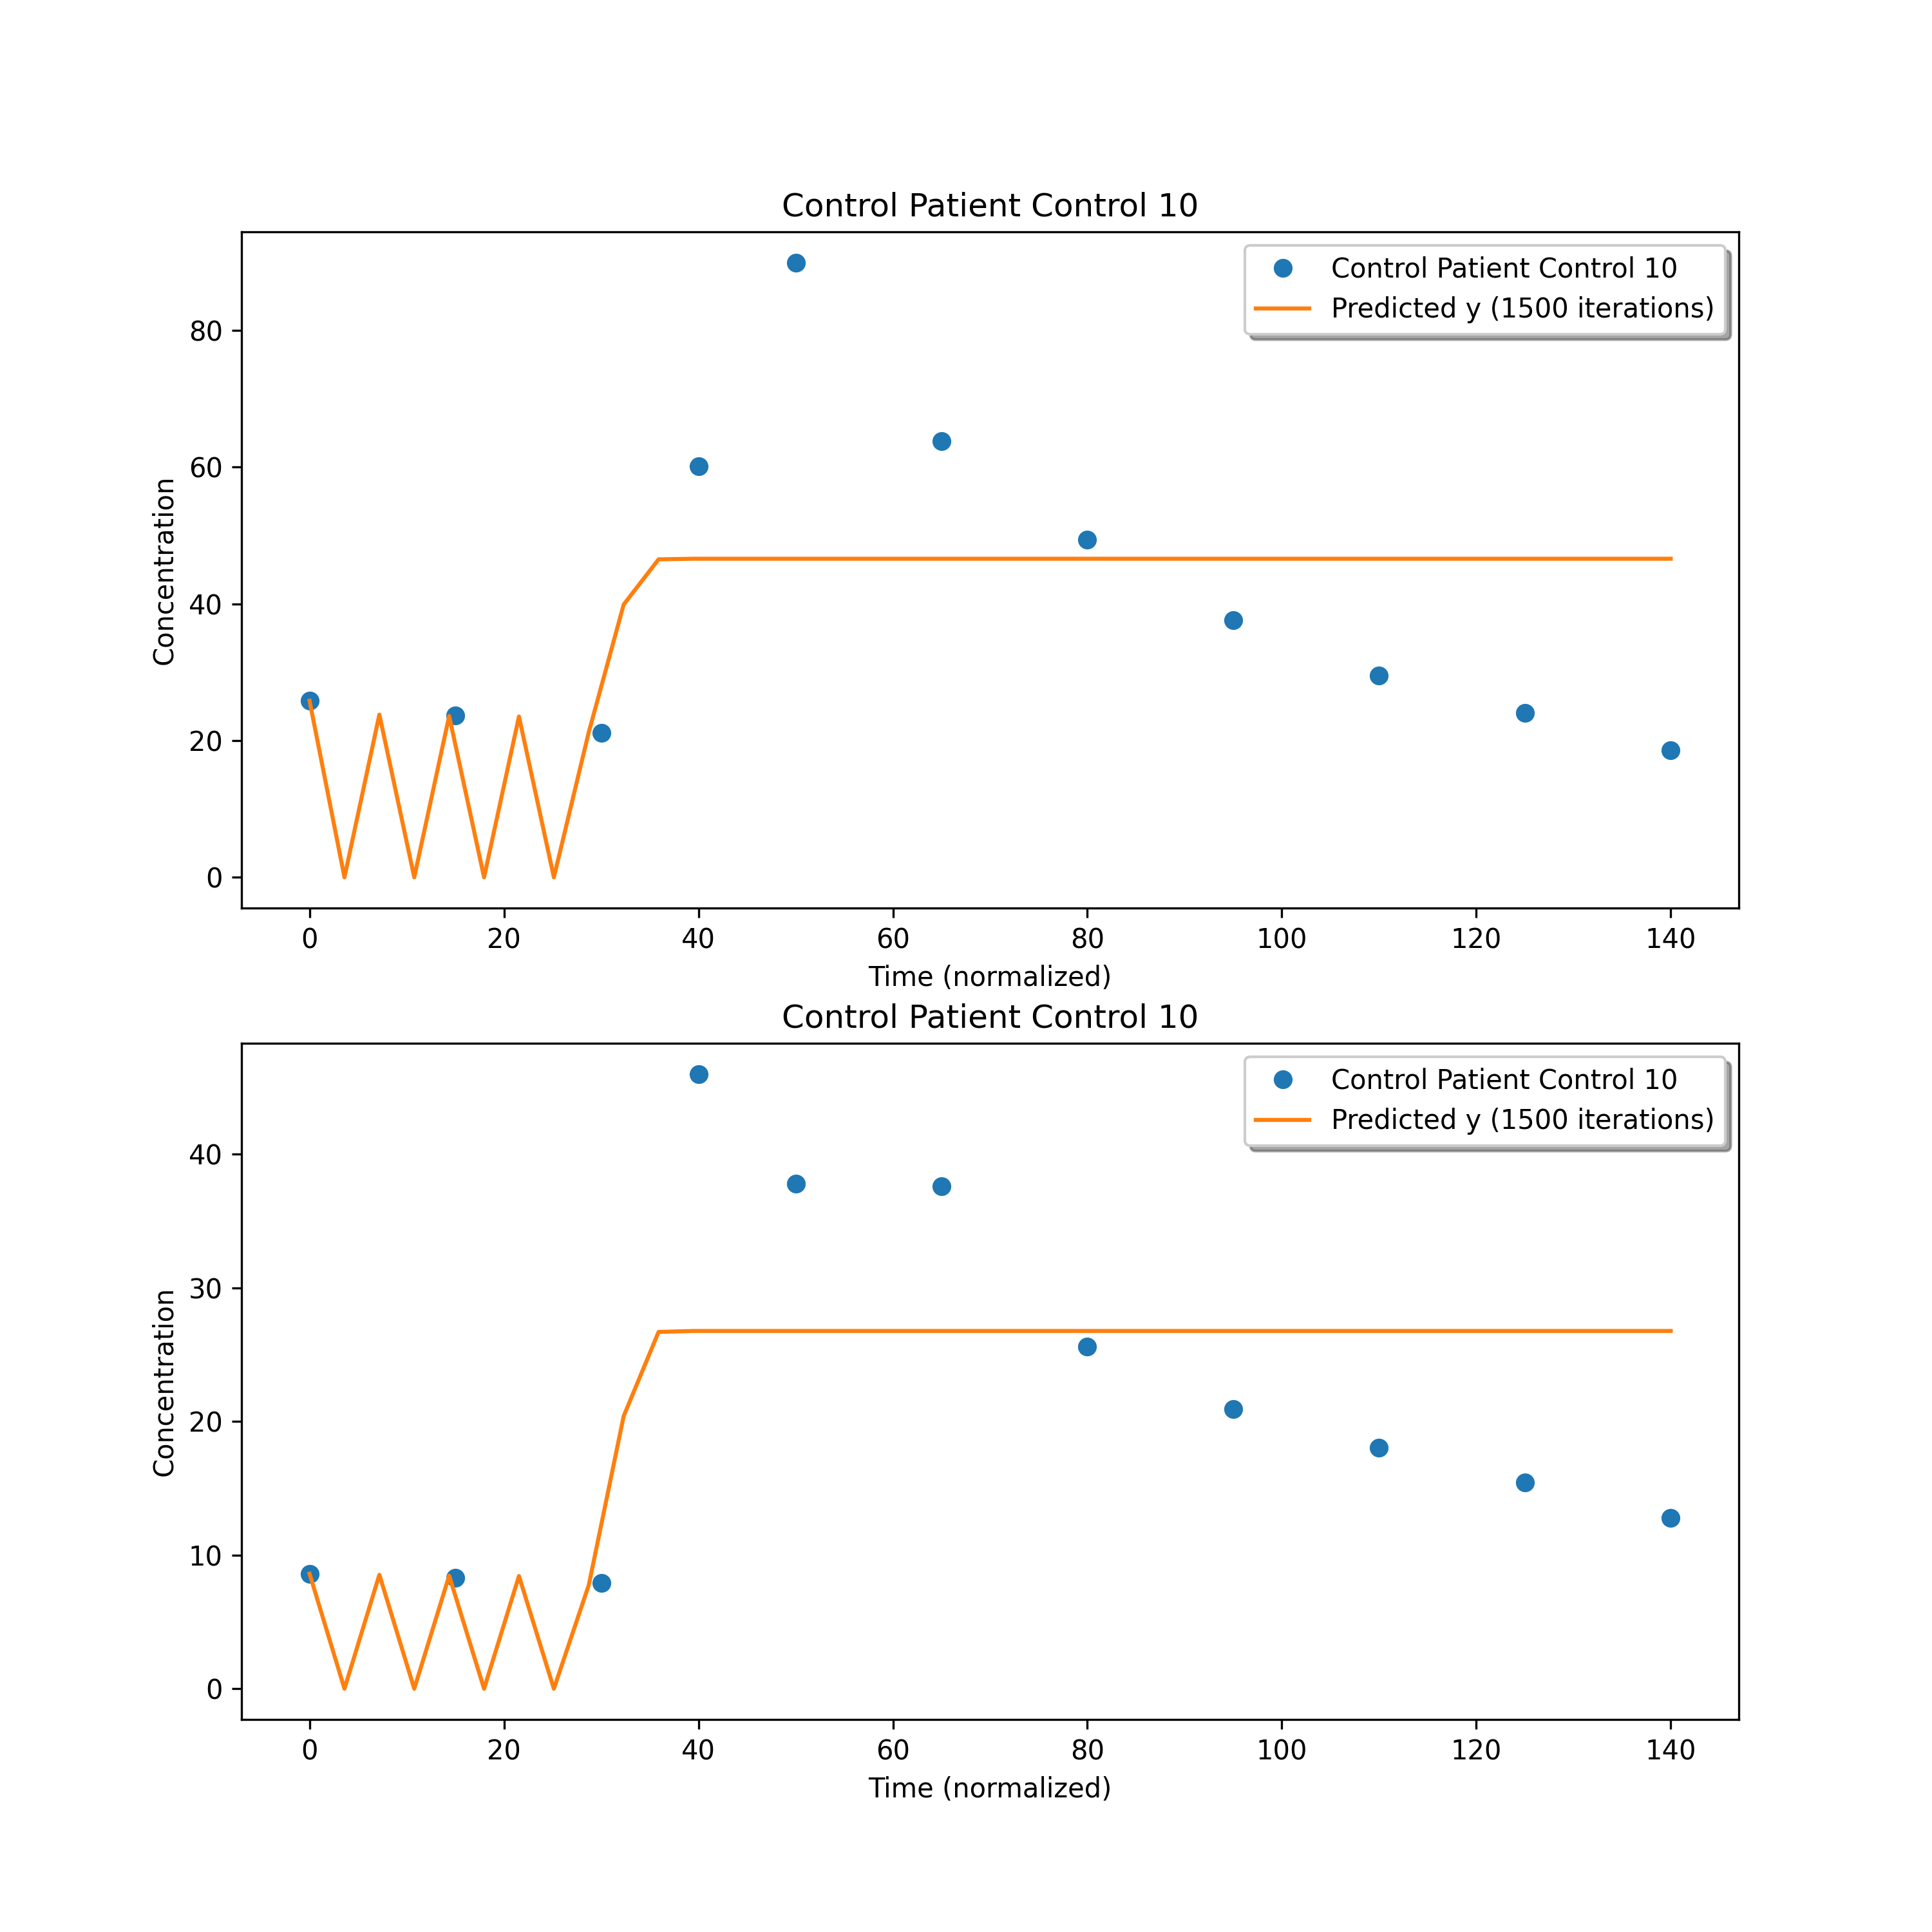 Control Patient Control 10
Control Patient Control 10
Predicted y (1500 iterations)
80
60
40
20
0
Concentration
0 20 40 60 80 100 120 140
Time (normalized)
Control Patient Control 10
Control Patient Control 10
Predicted y (1500 iterations)
40
30
20
10
0
Concentration
0 20 40 60 80 100 120 140
Time (normalized)